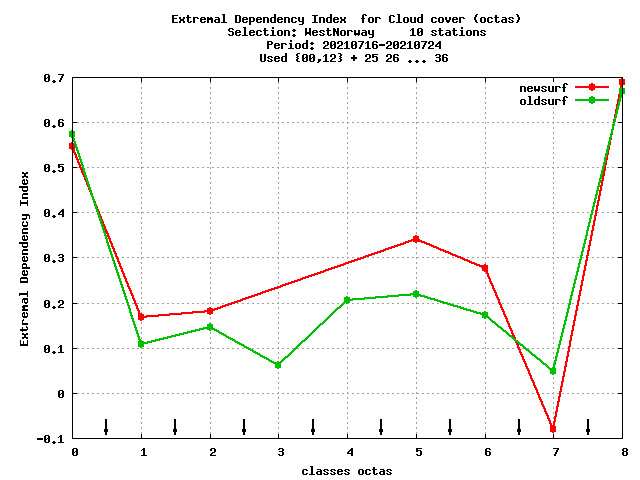 Extremal Dependency Index  for Cloud cover (octas)
Selection: WestNorway     10 stations
Period: 20210716-20210724
Used {00,12} + 25 26 ... 36
newsurf
oldsurf
Extremal Dependency Index
0.7
0.6
0.5
0.4
0.3
0.2
0.1
0
-0.1
0 1 2 3 4 5 6 7 8
classes octas